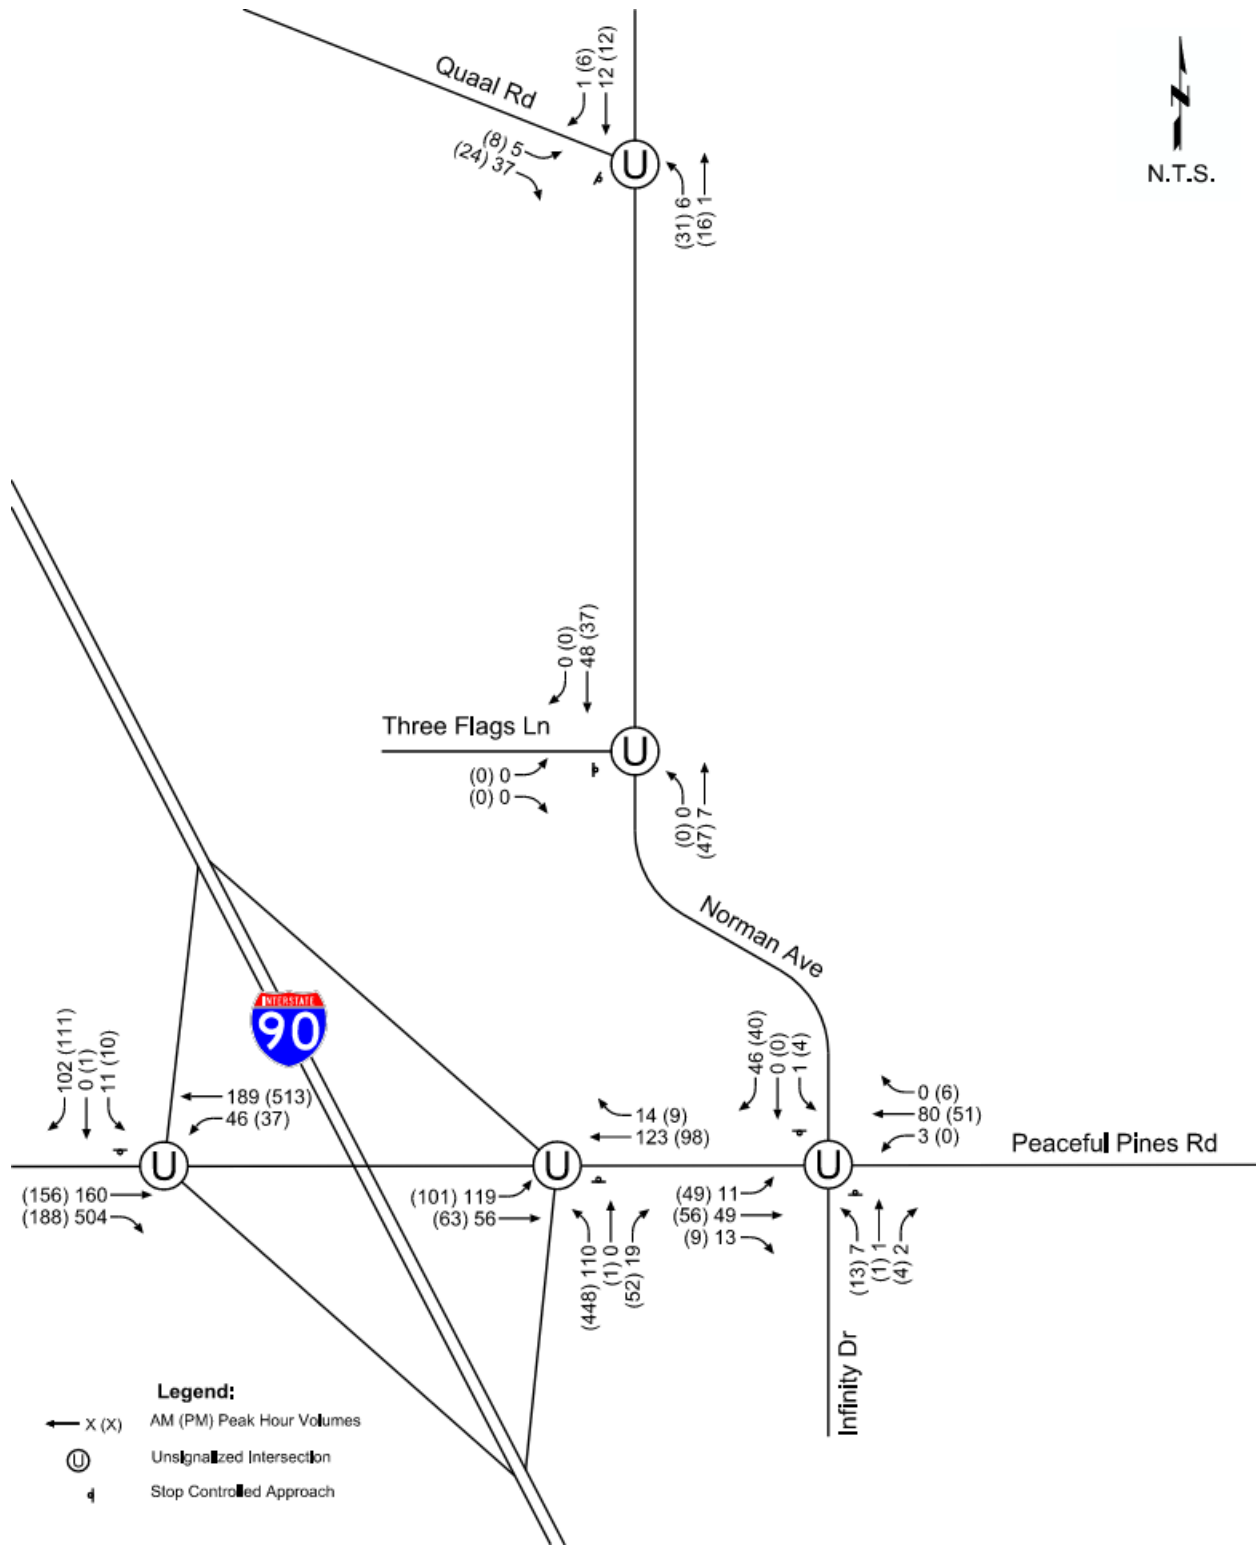 Quaal Rd
1 (6)
12 (12)
(8) 5
(24) 37
U
(31) 6
(16) 1
N
N.T.S.
0 (0)
48 (37)
Three Flags Ln
U
(0) 0
(0) 0
(0) 0
(47) 7
Norman Ave
INTERSTATE
90
102 (111)
0 (1)
11 (10)
189 (513)
46 (37)
U
(156) 160
(188) 504
14 (9)
123 (98)
U
(101) 119
(63) 56
(448) 110
(1) 0
(52) 19
46 (40)
0 (0)
1 (4)
0 (6)
80 (51)
3 (0)
Peaceful Pines Rd
U
(49) 11
(56) 49
(9) 13
(13) 7
(1) 1
(4) 2
Infinity Dr
Legend:
X (X) AM (PM) Peak Hour Volumes
U Unsignalized Intersection
Stop Controlled Approach